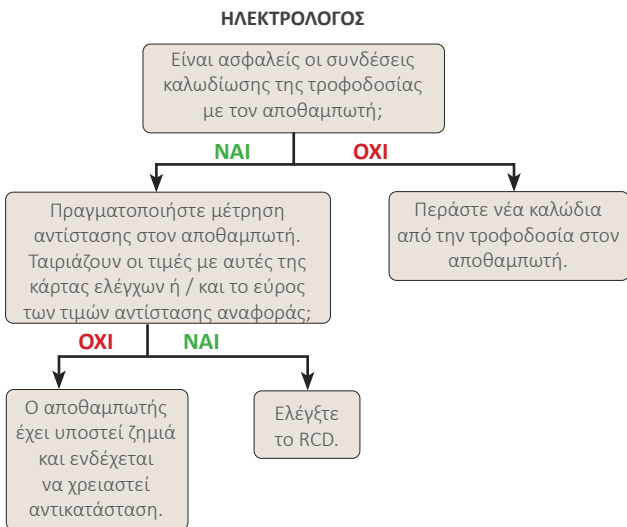 ΗΛΕΚΤΡΟΛΟΓΟΣ
Είναι ασφαλείς οι συνδέσεις
καλωδίωσης της τροφοδοσίας
με τον αποθαμπωτή;
ΝΑΙ
ΟΧΙ
Πραγματοποιήστε μέτρηση
αντίστασης στον αποθαμπωτή.
Ταιριάζουν οι τιμές με αυτές της
κάρτας ελέγχων ή / και το εύρος
των τιμών αντίστασης αναφοράς;
Περάστε νέα καλώδια
από την τροφοδοσία στον
αποθαμπωτή.
ΟΧΙ
ΝΑΙ
Ο αποθαμπωτής
έχει υποστεί ζημιά
και ενδέχεται
να χρειαστεί
αντικατάσταση.
Ελέγξτε
το RCD.